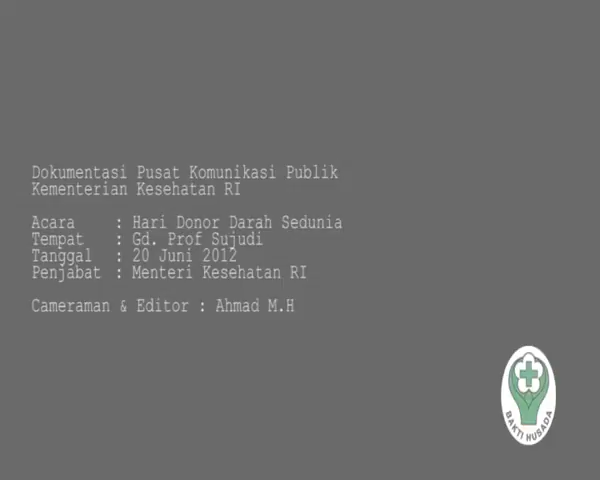 Dokumentasi Pusat Komunikasi Publik
Kementerian Kesehatan RI
Acara : Hari Donor Darah Sedunia
Tempat : Gd. Prof Sujudi
Tanggal : 20 Juni 2012
Penjabat : Menteri Kesehatan RI
Cameraman & Editor : Ahmad M.H
BAKTI HUSADA